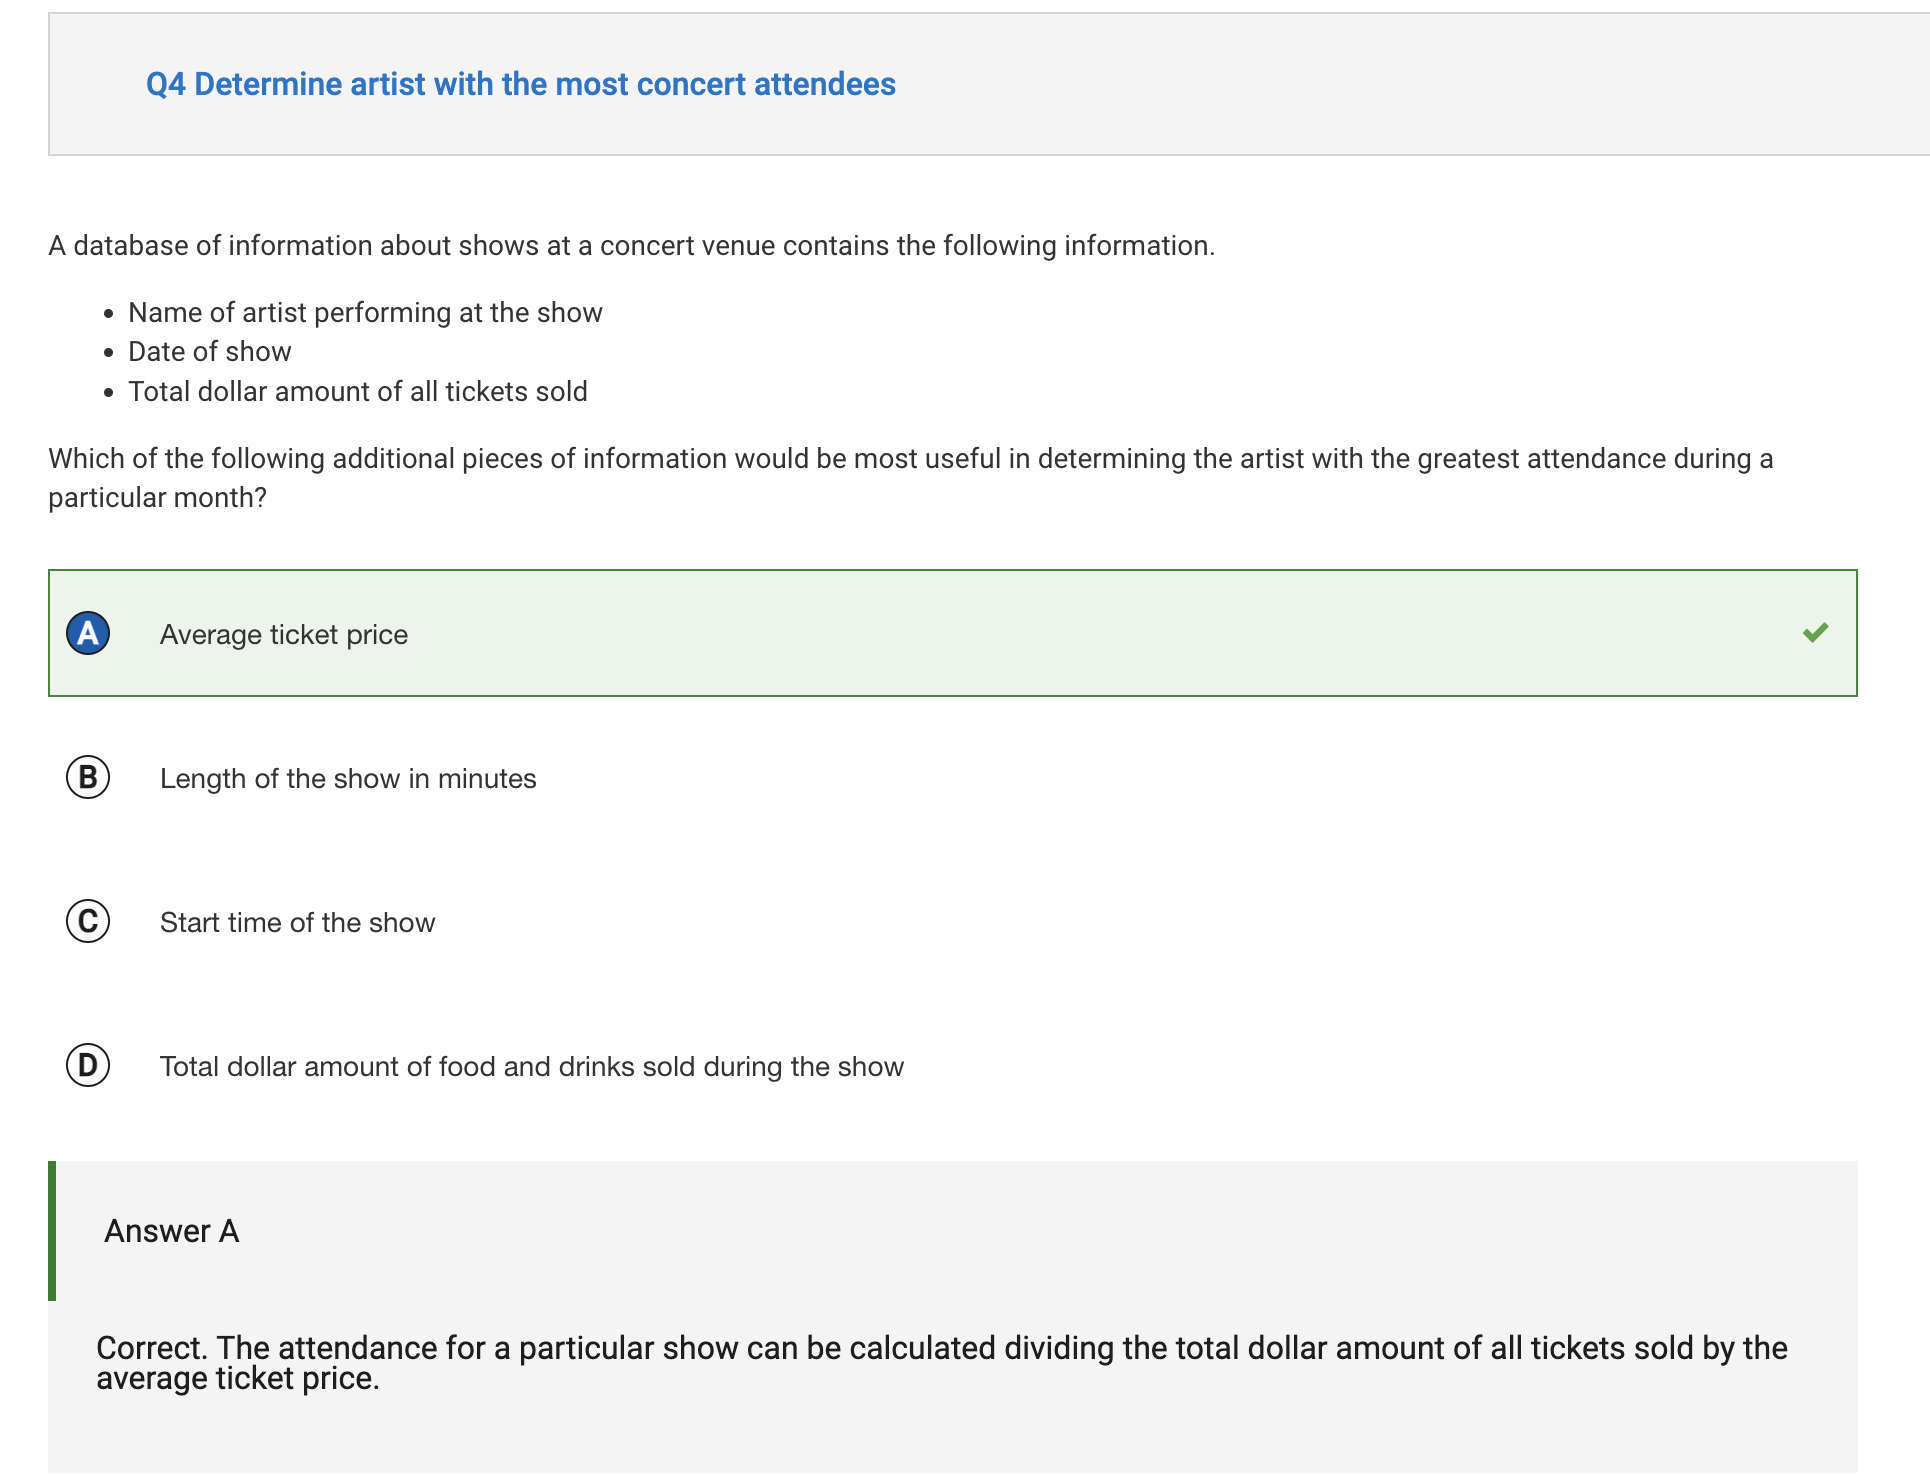 Q4 Determine artist with the most concert attendees
A database of information about shows at a concert venue contains the following information.
• Name of artist performing at the show
• Date of show
• Total dollar amount of all tickets sold
Which of the following additional pieces of information would be most useful in determining the artist with the greatest attendance during a
particular month?
A Average ticket price
B Length of the show in minutes
C Start time of the show
D Total dollar amount of food and drinks sold during the show
Answer A
Correct. The attendance for a particular show can be calculated dividing the total dollar amount of all tickets sold by the
average ticket price.